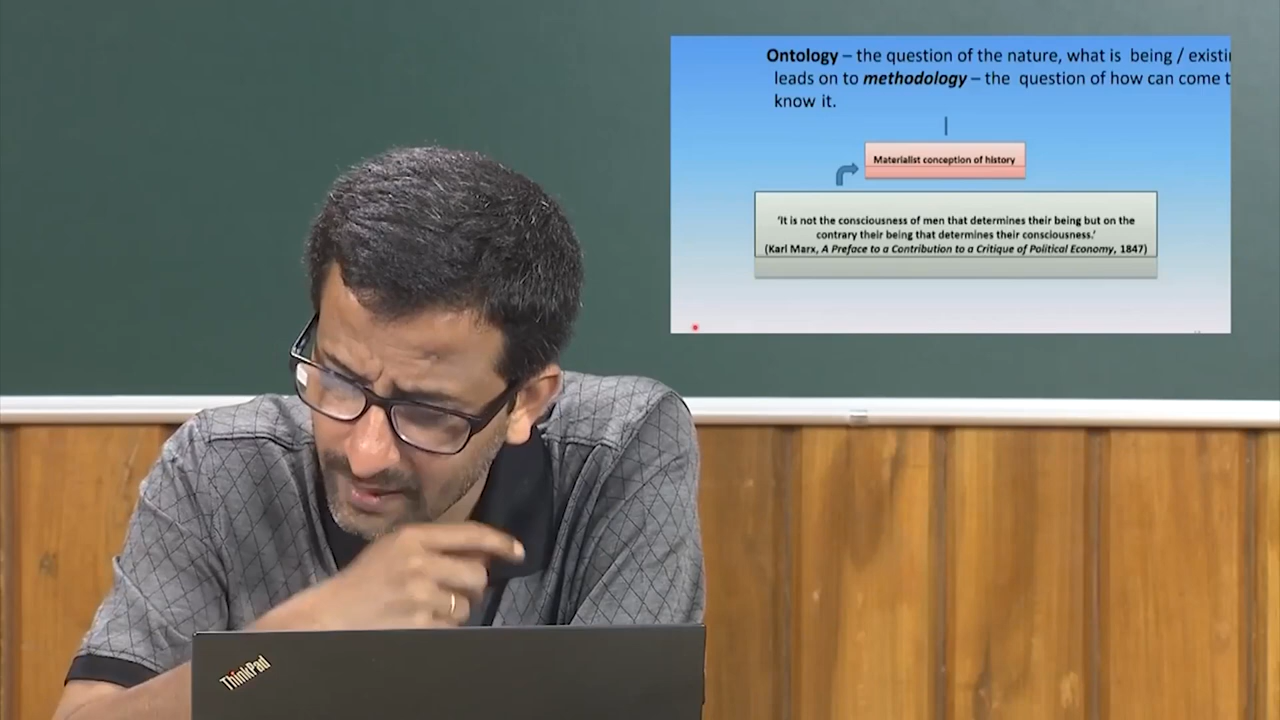 Ontology – the question of the nature, what is being / existi
leads on to methodology – the question of how can come t
know it.
Materialist conception of history
'It is not the consciousness of men that determines their being but on the
contrary their being that determines their consciousness.'
(Karl Marx, A Preface to a Contribution to a Critique of Political Economy, 1847)
ThinkPad